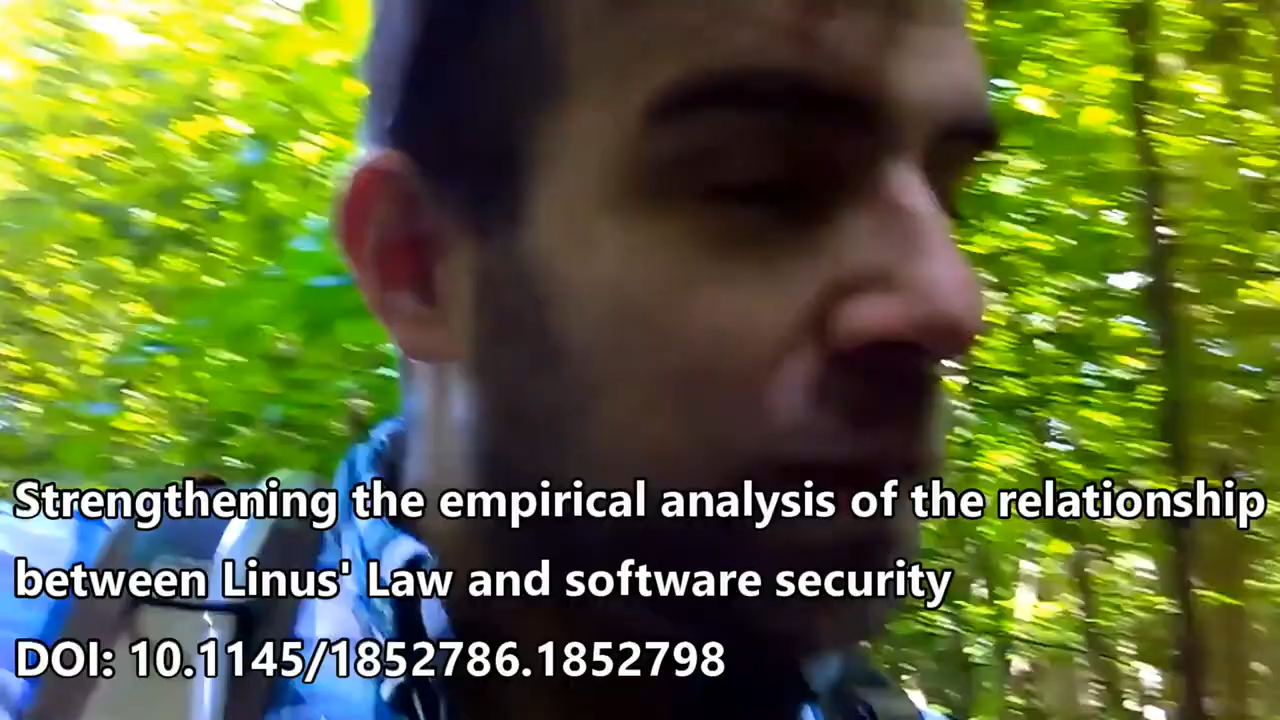 Strengthening the empirical analysis of the relationship
between Linus' Law and software security
DOI: 10.1145/1852786.1852798